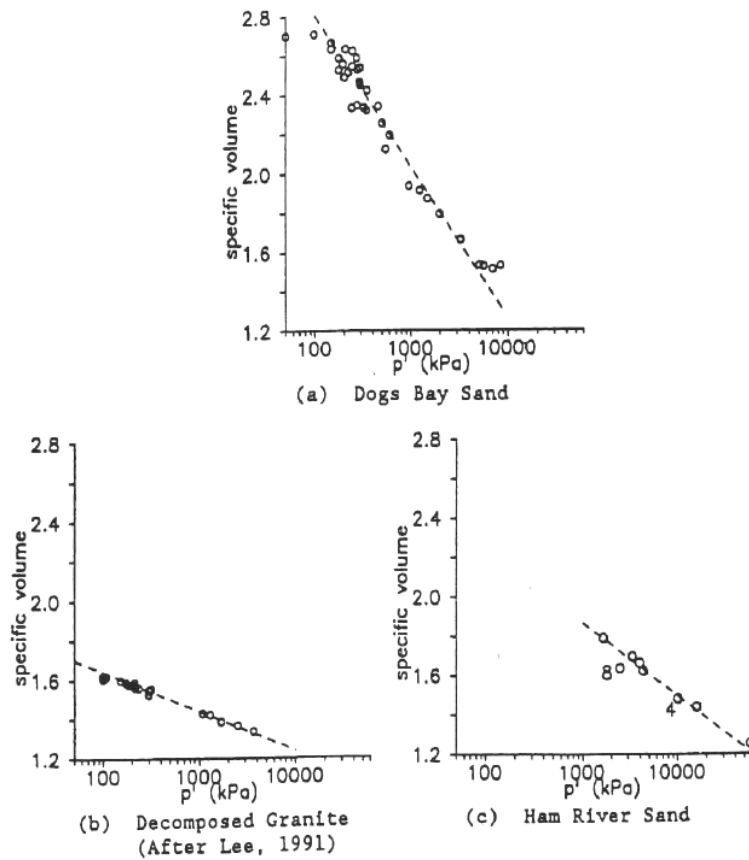 2.8
2.4
2.0
1.6
1.2
specific volume
100 1000 10000
p' (kPa)
(a) Dogs Bay Sand
2.8
2.4
2.0
1.6
1.2
specific volume
100 1000 10000
p' (kPa)
(b) Decomposed Granite
(After Lee, 1991)
2.8
2.4
2.0
1.6
1.2
specific volume
8
4
100 1000 10000
p' (kPa)
(c) Ham River Sand